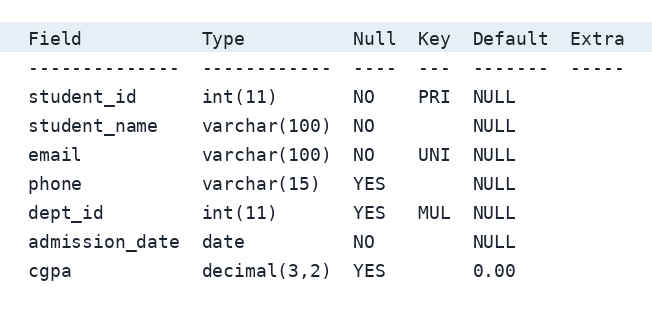 Field           Type          Null  Key  Default  Extra
--------------  ------------  ----  ---  -------  -----
student_id      int(11)       NO    PRI  NULL
student_name    varchar(100)  NO         NULL
email           varchar(100)  NO    UNI  NULL
phone           varchar(15)   YES        NULL
dept_id         int(11)       YES   MUL  NULL
admission_date  date          NO         NULL
cgpa            decimal(3,2)  YES        0.00